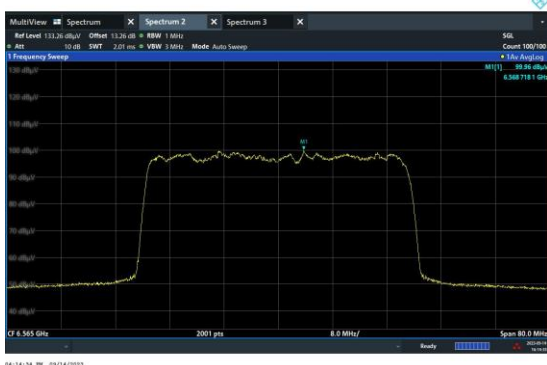 MultiView Spectrum X Spectrum 2 X Spectrum 3 X
Ref Level 133.26 dBµV Offset 13.26 dB RBW 1 MHz SGL
Att 10 dB SWT 2.01 ms VBW 3 MHz Mode Auto Sweep Count 100/100
1 Frequency Sweep 1Av AvgLog
M1[1] 99.96 dBµV
6.568 718 1 GHz
130 dBµV
120 dBµV
110 dBµV
M1
100 dBµV
90 dBµV
80 dBµV
70 dBµV
60 dBµV
50 dBµV
40 dBµV
CF 6.565 GHz 2001 pts 8.0 MHz/ Span 80.0 MHz
Ready